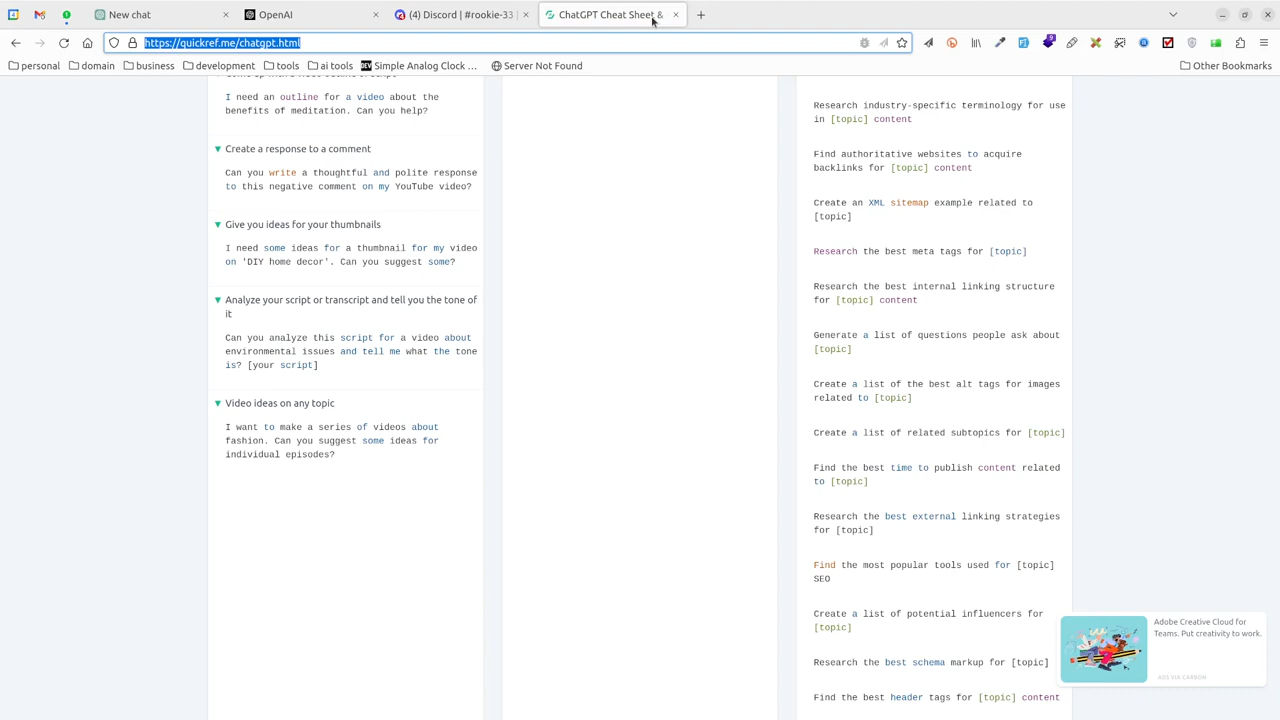 New chat
OpenAI
(4) Discord | #rookie-33
ChatGPT Cheat Sheet &
https://quickref.me/chatgpt.html
9
personal
domain
business
development
tools
ai tools
DEV
Simple Analog Clock ...
Server Not Found
Other Bookmarks
I need an outline for a video about the
benefits of meditation. Can you help?
Create a response to a comment
Can you write a thoughtful and polite response
to this negative comment on my YouTube video?
Give you ideas for your thumbnails
I need some ideas for a thumbnail for my video
on 'DIY home decor'. Can you suggest some?
Analyze your script or transcript and tell you the tone of
it
Can you analyze this script for a video about
environmental issues and tell me what the tone
is? [your script]
Video ideas on any topic
I want to make a series of videos about
fashion. Can you suggest some ideas for
individual episodes?
Research industry-specific terminology for use
in [topic] content
Find authoritative websites to acquire
backlinks for [topic] content
Create an XML sitemap example related to
[topic]
Research the best meta tags for [topic]
Research the best internal linking structure
for [topic] content
Generate a list of questions people ask about
[topic]
Create a list of the best alt tags for images
related to [topic]
Create a list of related subtopics for [topic]
Find the best time to publish content related
to [topic]
Research the best external linking strategies
for [topic]
Find the most popular tools used for [topic]
SEO
Create a list of potential influencers for
[topic]
Research the best schema markup for [topic]
Find the best header tags for [topic] content
Adobe Creative Cloud for
Teams. Put creativity to work.
ADS VIA CARBON